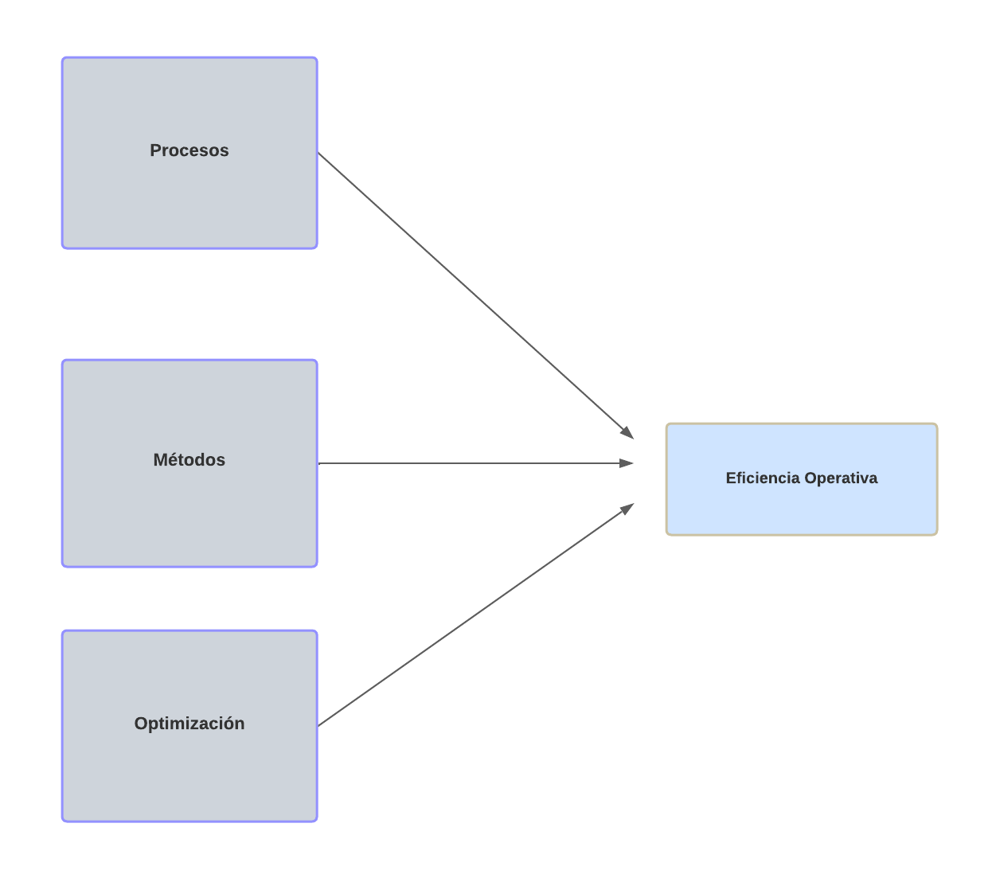 Procesos
Métodos
Eficiencia Operativa
Optimización